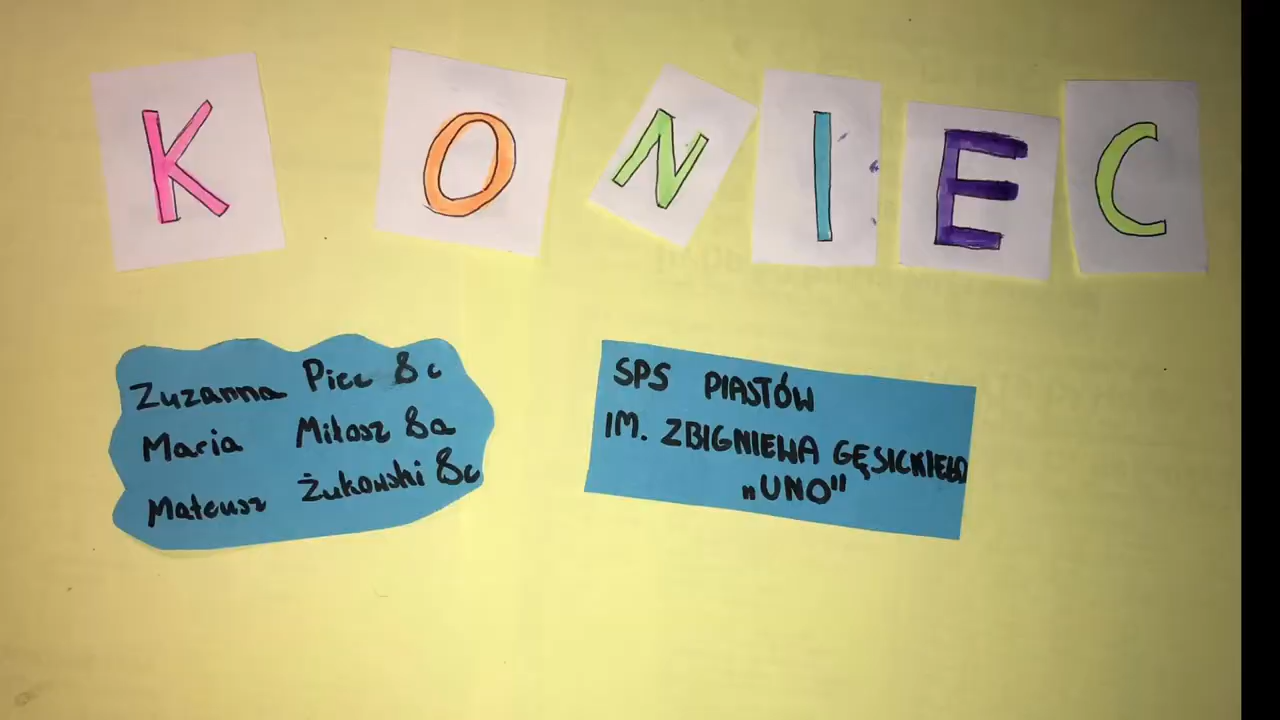 KONIEC
Zuzanna Piec 8c
Maria Miłosz 8a
Mateusz Żukowski 8c
SPS PIASTÓW
IM. ZBIGNIEWA GĘSICKIEGO
„UNO"